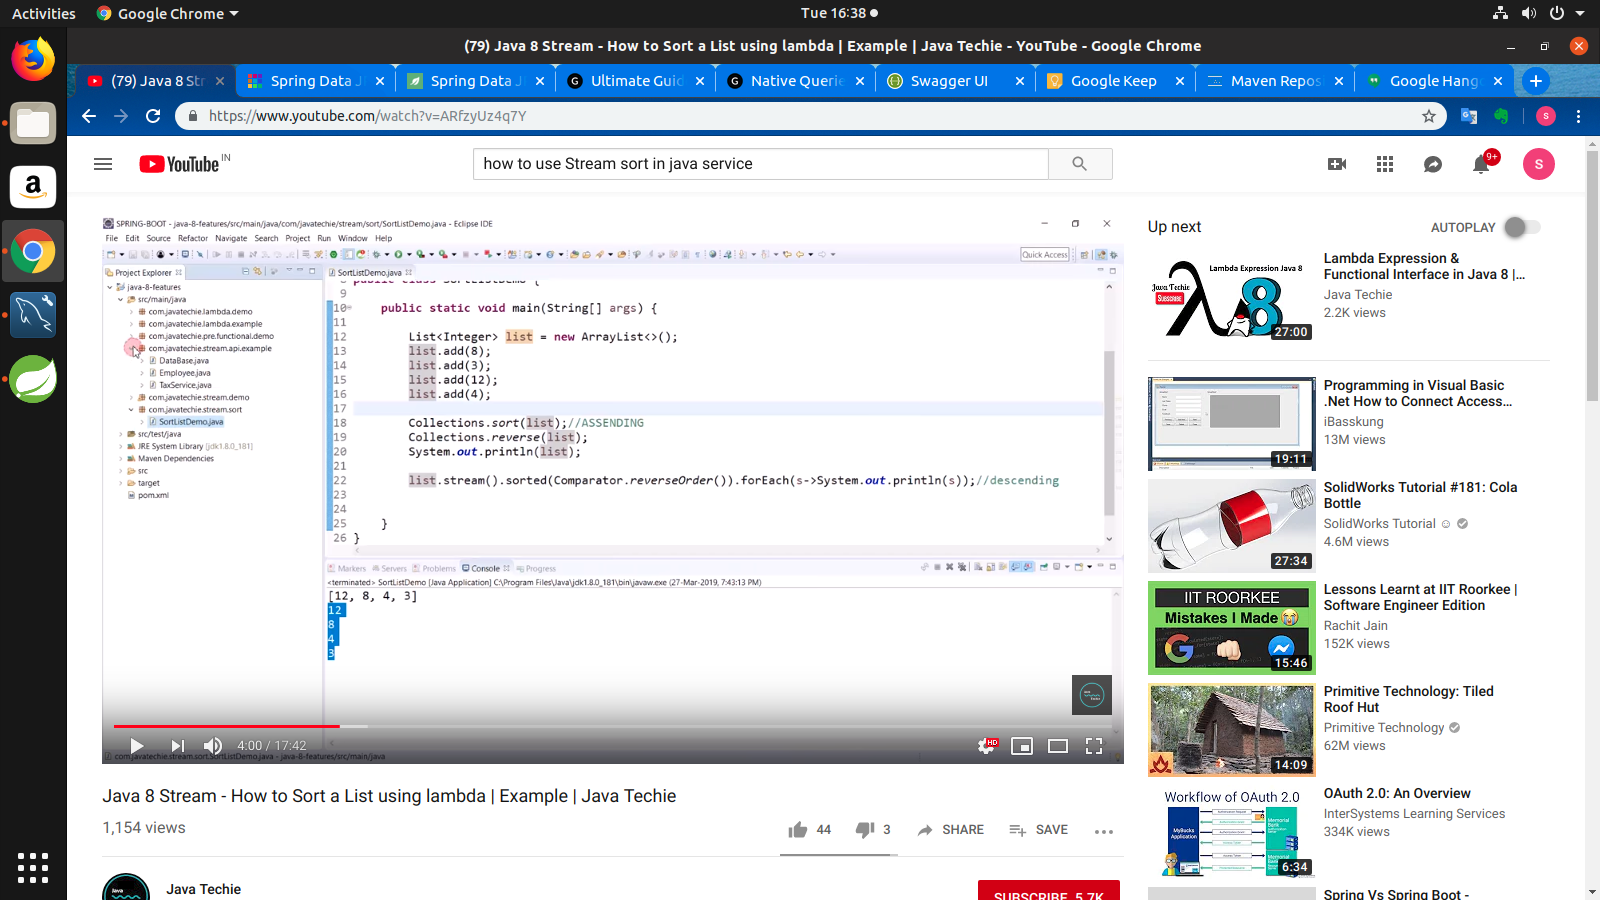 Activities
Google Chrome
Tue 16:38
(79) Java 8 Stream - How to Sort a List using lambda | Example | Java Techie - YouTube - Google Chrome
(79) Java 8 Str
Spring Data J
Spring Data J
Ultimate Guid
Native Querie
Swagger UI
Google Keep
Maven Repos
Google Hang
https://www.youtube.com/watch?v=ARfzyUz4q7Y
YouTube IN
how to use Stream sort in java service
9+
S
SPRING-BOOT - java-8-features/src/main/java/com/javatechie/stream/sort/SortListDemo.java - Eclipse IDE
File Edit Source Refactor Navigate Search Project Run Window Help
Quick Access
Project Explorer
SortListDemo.java
java-8-features
src/main/java
com.javatechie.lambda.demo
com.javatechie.lambda.example
com.javatechie.pre.functional.demo
com.javatechie.stream.api.example
DataBase.java
Employee.java
TaxService.java
com.javatechie.stream.demo
com.javatechie.stream.sort
SortListDemo.java
src/test/java
JRE System Library [jdk1.8.0_181]
Maven Dependencies
src
target
pom.xml
public class SortListDemo {
9
10 public static void main(String[] args) {
11
12 List<Integer> list = new ArrayList<>();
13 list.add(8);
14 list.add(3);
15 list.add(12);
16 list.add(4);
17
18 Collections.sort(list);//ASSENDING
19 Collections.reverse(list);
20 System.out.println(list);
21
22 list.stream().sorted(Comparator.reverseOrder()).forEach(s->System.out.println(s));//descending
23
24
25 }
26 }
Markers Servers Problems Console Progress
<terminated> SortListDemo [Java Application] C:\Program Files\Java\jdk1.8.0_181\bin\javaw.exe (27-Mar-2019, 7:43:13 PM)
[12, 8, 4, 3]
12
8
4
3
4:00 / 17:42
HD
com.javatechie.stream.sort.SortListDemo.java - java-8-features/src/main/java
Java 8 Stream - How to Sort a List using lambda | Example | Java Techie
1,154 views
44
3
SHARE
SAVE
Java Techie
SUBSCRIBE 5.7K
Up next
AUTOPLAY
Lambda Expression Java 8
Java Techie
SUBSCRIBE
27:00
Lambda Expression &
Functional Interface in Java 8 |...
Java Techie
2.2K views
19:11
Programming in Visual Basic
.Net How to Connect Access...
iBasskung
13M views
27:34
SolidWorks Tutorial #181: Cola
Bottle
SolidWorks Tutorial ☺
4.6M views
IIT ROORKEE
Mistakes I Made
15:46
Lessons Learnt at IIT Roorkee |
Software Engineer Edition
Rachit Jain
152K views
14:09
Primitive Technology: Tiled
Roof Hut
Primitive Technology
62M views
Workflow of OAuth 2.0
MyBucks
Application
Memorial
Bank
6:34
OAuth 2.0: An Overview
InterSystems Learning Services
334K views
Spring Vs Spring Boot -